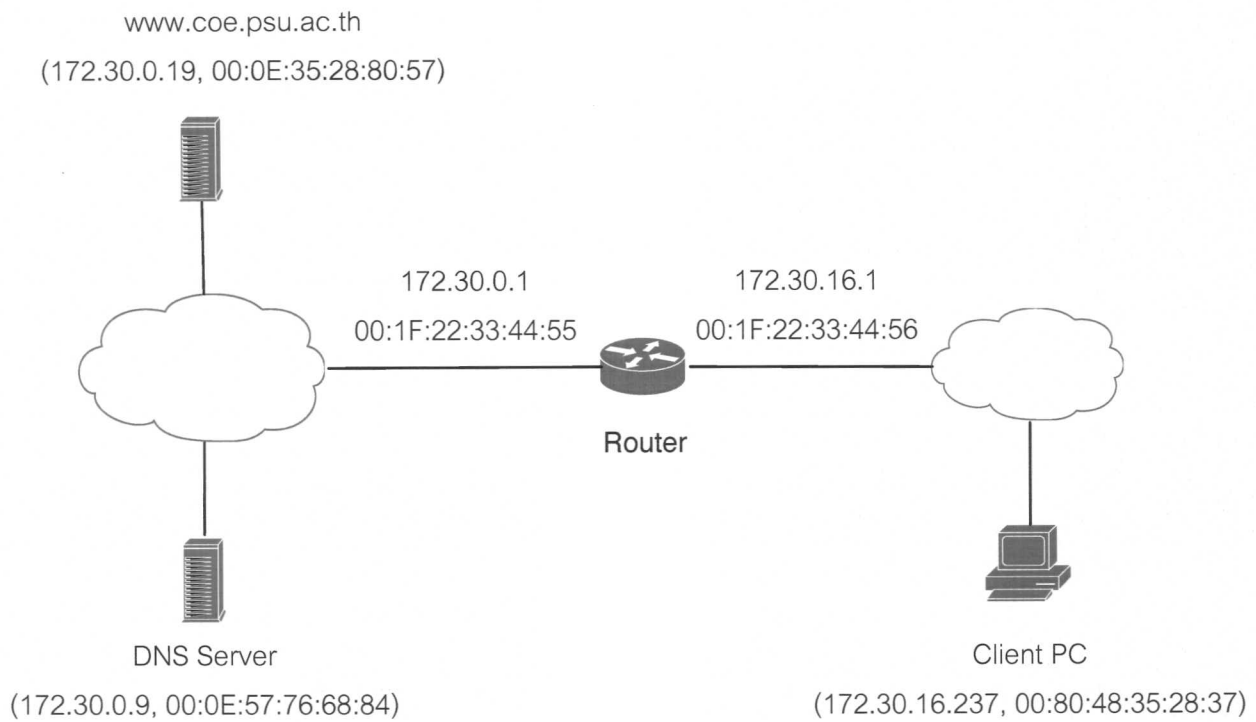 www.coe.psu.ac.th
(172.30.0.19, 00:0E:35:28:80:57)
172.30.0.1
00:1F:22:33:44:55
172.30.16.1
00:1F:22:33:44:56
Router
DNS Server
(172.30.0.9, 00:0E:57:76:68:84)
Client PC
(172.30.16.237, 00:80:48:35:28:37)